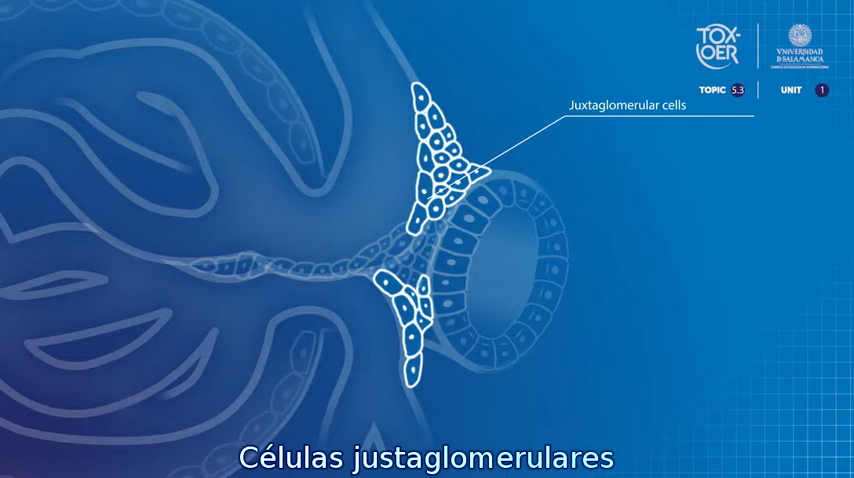 TOX-
OER
VNiVERSiDAD
D SALAMANCA
TOPIC 5.3
UNIT 1
Juxtaglomerular cells
Células justaglomerulares